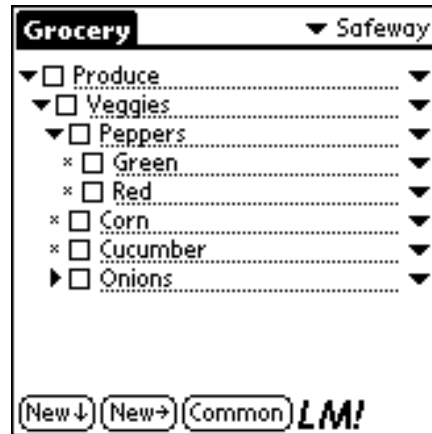 Grocery Safeway
Produce
Veggies
Peppers
Green
Red
Corn
Cucumber
Onions
New↓ New→ Common LM!